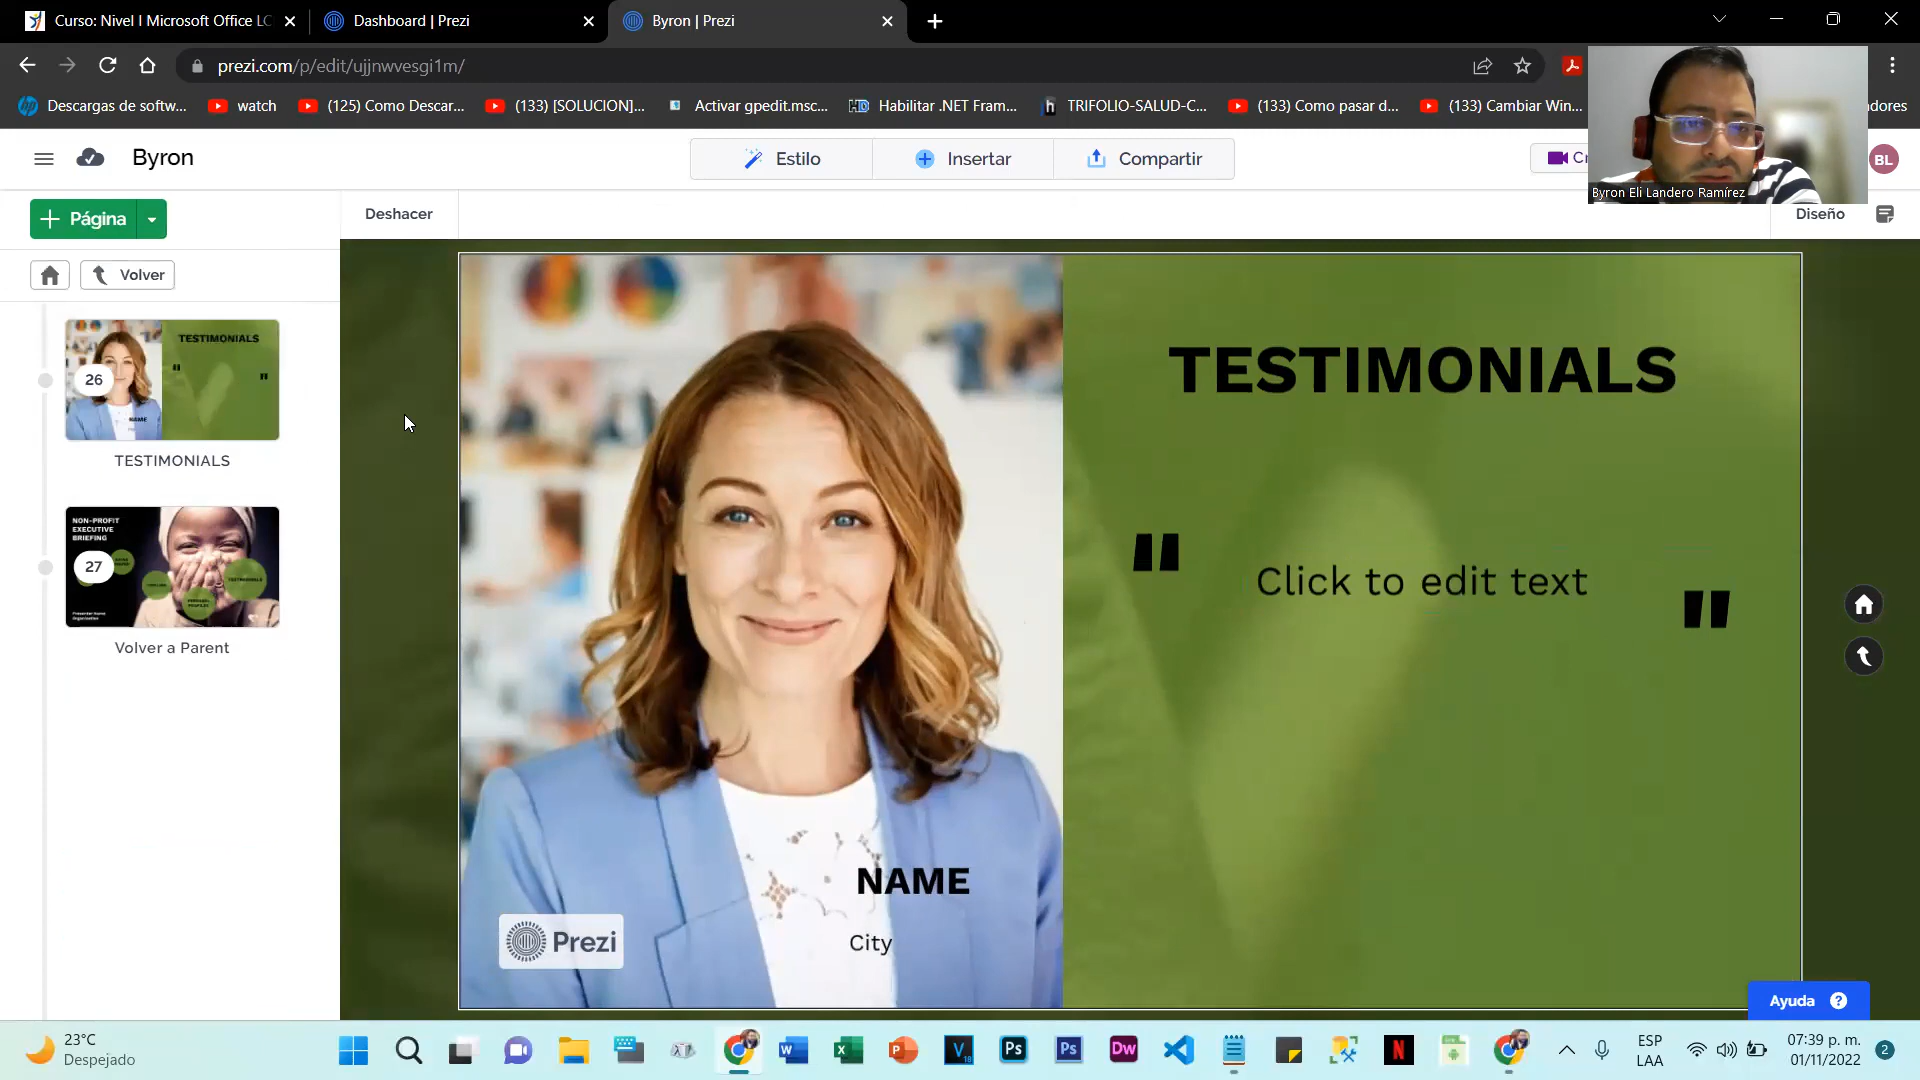 Curso: Nivel I Microsoft Office LC
Dashboard | Prezi
Byron | Prezi
prezi.com/p/edit/ujjnwvesgi1m/
Descargas de softw...
watch
(125) Como Descar...
(133) [SOLUCION]...
Activar gpedit.msc...
Habilitar .NET Fram...
TRIFOLIO-SALUD-C...
(133) Como pasar d...
(133) Cambiar Win...
adores
Byron
Estilo
Insertar
Compartir
Cr
BL
Byron Eli Landero Ramírez
Página
Deshacer
Diseño
Volver
26
TESTIMONIALS
" "
NAME
TESTIMONIALS
27
NON-PROFIT
EXECUTIVE
BRIEFING
TESTIMONIALS
Volver a Parent
TESTIMONIALS
"
Click to edit text
"
NAME
City
Prezi
Ayuda ?
23°C
Despejado
ESP
LAA
07:39 p. m.
01/11/2022
2